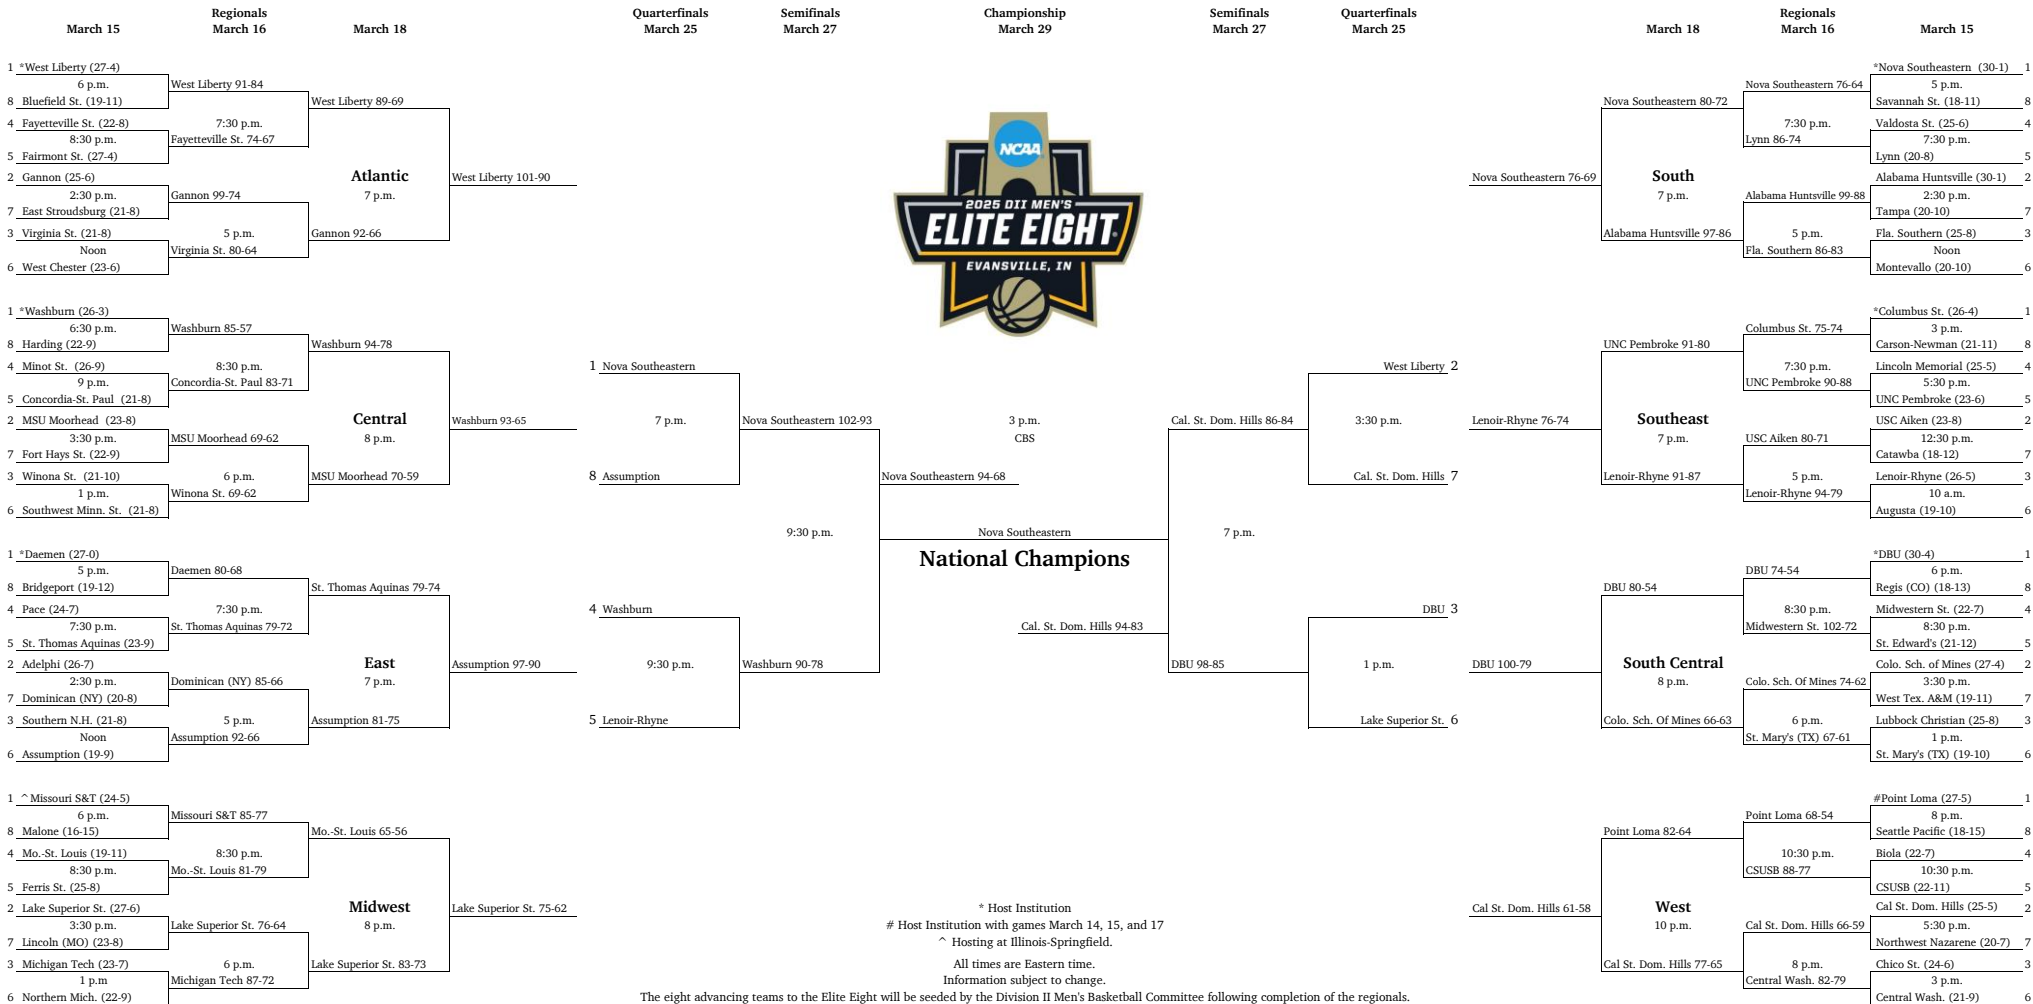 Regionals
Quarterfinals
Semifinals
Championship
Semifinals
Quarterfinals
Regionals
March 15
March 16
March 18
March 25
March 27
March 29
March 27
March 25
March 18
March 16
March 15
1 *West Liberty (27-4)
6 p.m.
8 Bluefield St. (19-11)
4 Fayetteville St. (22-8)
8:30 p.m.
5 Fairmont St. (27-4)
2 Gannon (25-6)
2:30 p.m.
7 East Stroudsburg (21-8)
3 Virginia St. (21-8)
Noon
6 West Chester (23-6)
West Liberty 91-84
7:30 p.m.
Fayetteville St. 74-67
Gannon 99-74
5 p.m.
Virginia St. 80-64
West Liberty 89-69
Atlantic
7 p.m.
Gannon 92-66
West Liberty 101-90
1 *Washburn (26-3)
6:30 p.m.
8 Harding (22-9)
4 Minot St. (26-9)
9 p.m.
5 Concordia-St. Paul (21-8)
2 MSU Moorhead (23-8)
3:30 p.m.
7 Fort Hays St. (22-9)
3 Winona St. (21-10)
1 p.m.
6 Southwest Minn. St. (21-8)
Washburn 85-57
8:30 p.m.
Concordia-St. Paul 83-71
MSU Moorhead 69-62
6 p.m.
Winona St. 69-62
Washburn 94-78
Central
8 p.m.
MSU Moorhead 70-59
Washburn 93-65
1 *Daemen (27-0)
5 p.m.
8 Bridgeport (19-12)
4 Pace (24-7)
7:30 p.m.
5 St. Thomas Aquinas (23-9)
2 Adelphi (26-7)
2:30 p.m.
7 Dominican (NY) (20-8)
3 Southern N.H. (21-8)
Noon
6 Assumption (19-9)
Daemen 80-68
7:30 p.m.
St. Thomas Aquinas 79-72
Dominican (NY) 85-66
5 p.m.
Assumption 92-66
St. Thomas Aquinas 79-74
East
7 p.m.
Assumption 81-75
Assumption 97-90
1 ^Missouri S&T (24-5)
6 p.m.
8 Malone (16-15)
4 Mo.-St. Louis (19-11)
8:30 p.m.
5 Ferris St. (25-8)
2 Lake Superior St. (27-6)
3:30 p.m.
7 Lincoln (MO) (23-8)
3 Michigan Tech (23-7)
1 p.m
6 Northern Mich. (22-9)
Missouri S&T 85-77
8:30 p.m.
Mo.-St. Louis 81-79
Lake Superior St. 76-64
6 p.m.
Michigan Tech 87-72
Mo.-St. Louis 65-56
Midwest
8 p.m.
Lake Superior St. 83-73
Lake Superior St. 75-62
NCAA
2025 DII MEN'S
ELITE EIGHT
EVANSVILLE, IN
1 Nova Southeastern
7 p.m.
8 Assumption
4 Washburn
9:30 p.m.
5 Lenoir-Rhyne
Nova Southeastern 102-93
9:30 p.m.
Washburn 90-78
3 p.m.
CBS
Nova Southeastern 94-68
Nova Southeastern
National Champions
Cal. St. Dom. Hills 94-83
Cal. St. Dom. Hills 86-84
7 p.m.
DBU 98-85
West Liberty 2
3:30 p.m.
Cal. St. Dom. Hills 7
DBU 3
1 p.m.
Lake Superior St. 6
Nova Southeastern 76-69
Nova Southeastern 80-72
South
7 p.m.
Alabama Huntsville 97-86
Nova Southeastern 76-64
7:30 p.m.
Lynn 86-74
Alabama Huntsville 99-88
5 p.m.
Fla. Southern 86-83
*Nova Southeastern (30-1) 1
5 p.m.
Savannah St. (18-11) 8
Valdosta St. (25-6) 4
7:30 p.m.
Lynn (20-8) 5
Alabama Huntsville (30-1) 2
2:30 p.m.
Tampa (20-10) 7
Fla. Southern (25-8) 3
Noon
Montevallo (20-10) 6
Lenoir-Rhyne 76-74
UNC Pembroke 91-80
Southeast
7 p.m.
Lenoir-Rhyne 91-87
Columbus St. 75-74
7:30 p.m.
UNC Pembroke 90-88
USC Aiken 80-71
5 p.m.
Lenoir-Rhyne 94-79
*Columbus St. (26-4) 1
3 p.m.
Carson-Newman (21-11) 8
Lincoln Memorial (25-5) 4
5:30 p.m.
UNC Pembroke (23-6) 5
USC Aiken (23-8) 2
12:30 p.m.
Catawba (18-12) 7
Lenoir-Rhyne (26-5) 3
10 a.m.
Augusta (19-10) 6
DBU 100-79
DBU 80-54
South Central
8 p.m.
Colo. Sch. Of Mines 66-63
DBU 74-54
8:30 p.m.
Midwestern St. 102-72
Colo. Sch. Of Mines 74-62
6 p.m.
St. Mary's (TX) 67-61
*DBU (30-4) 1
6 p.m.
Regis (CO) (18-13) 8
Midwestern St. (22-7) 4
8:30 p.m.
St. Edward's (21-12) 5
Colo. Sch. of Mines (27-4) 2
3:30 p.m.
West Tex. A&M (19-11) 7
Lubbock Christian (25-8) 3
1 p.m.
St. Mary's (TX) (19-10) 6
Cal St. Dom. Hills 61-58
Point Loma 82-64
West
10 p.m.
Cal St. Dom. Hills 77-65
Point Loma 68-54
10:30 p.m.
CSUSB 88-77
Cal St. Dom. Hills 66-59
8 p.m.
Central Wash. 82-79
#Point Loma (27-5) 1
8 p.m.
Seattle Pacific (18-15) 8
Biola (22-7) 4
10:30 p.m.
CSUSB (22-11) 5
Cal St. Dom. Hills (25-5) 2
5:30 p.m.
Northwest Nazarene (20-7) 7
Chico St. (24-6) 3
3 p.m.
Central Wash. (21-9) 6
* Host Institution
# Host Institution with games March 14, 15, and 17
^ Hosting at Illinois-Springfield.
All times are Eastern time.
Information subject to change.
The eight advancing teams to the Elite Eight will be seeded by the Division II Men's Basketball Committee following completion of the regionals.